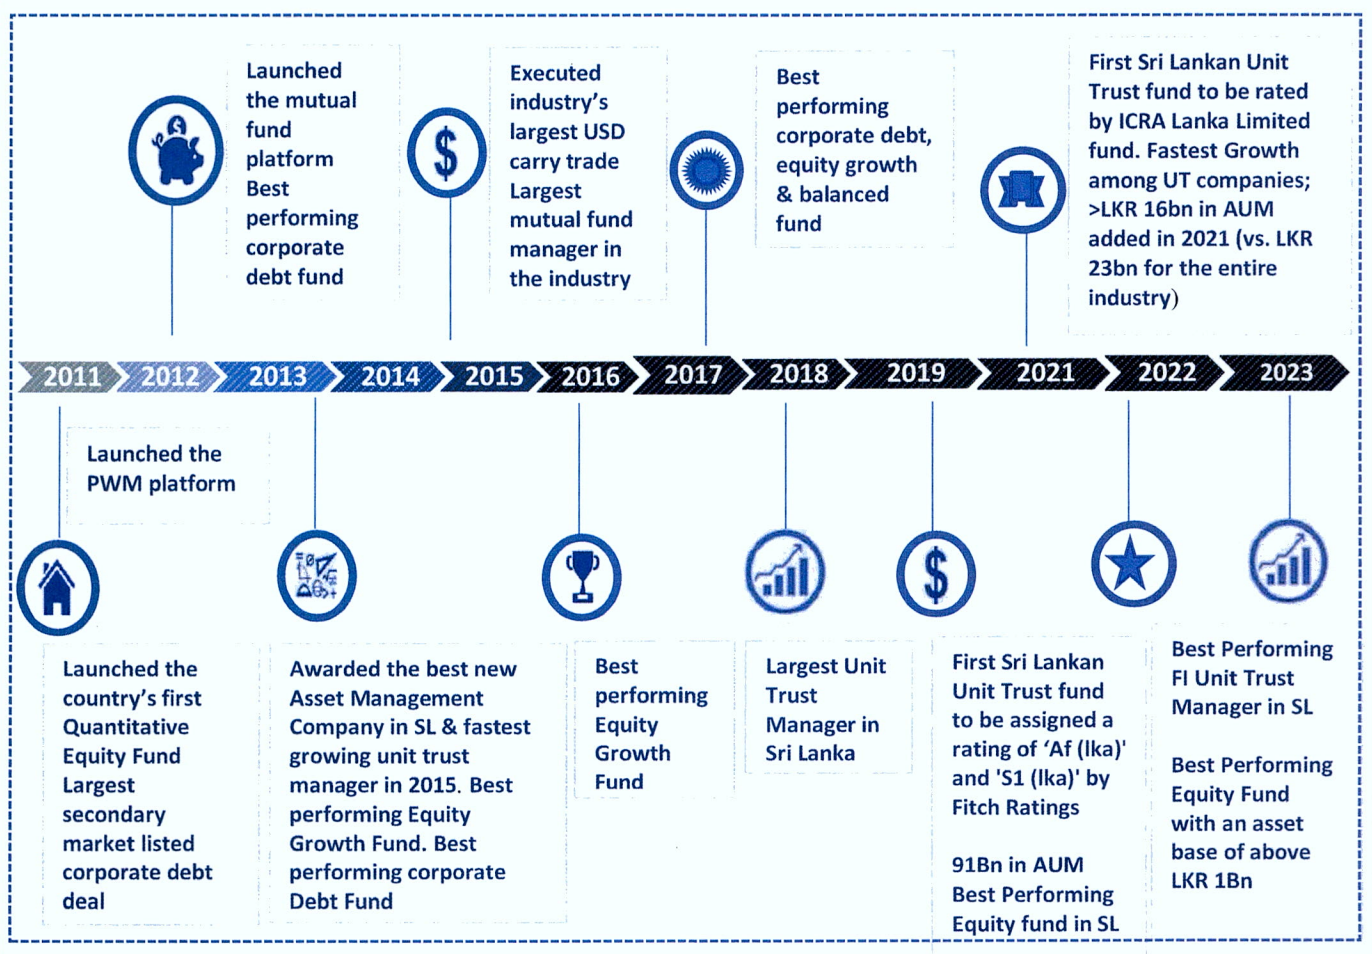 Launched
the mutual
fund
platform
Best
performing
corporate
debt fund
Executed
industry's
largest USD
carry trade
Largest
mutual fund
manager in
the industry
Best
performing
corporate debt,
equity growth
& balanced
fund
First Sri Lankan Unit
Trust fund to be rated
by ICRA Lanka Limited
fund. Fastest Growth
among UT companies;
>LKR 16bn in AUM
added in 2021 (vs. LKR
23bn for the entire
industry)
2011 2012 2013 2014 2015 2016 2017 2018 2019 2021 2022 2023
Launched the
PWM platform
Launched the
country's first
Quantitative
Equity Fund
Largest
secondary
market listed
corporate debt
deal
Awarded the best new
Asset Management
Company in SL & fastest
growing unit trust
manager in 2015. Best
performing Equity
Growth Fund. Best
performing corporate
Debt Fund
Best
performing
Equity
Growth
Fund
Largest Unit
Trust
Manager in
Sri Lanka
First Sri Lankan
Unit Trust fund
to be assigned a
rating of ‘Af (lka)'
and 'S1 (lka)' by
Fitch Ratings
91Bn in AUM
Best Performing
Equity fund in SL
Best Performing
FI Unit Trust
Manager in SL
Best Performing
Equity Fund
with an asset
base of above
LKR 1Bn